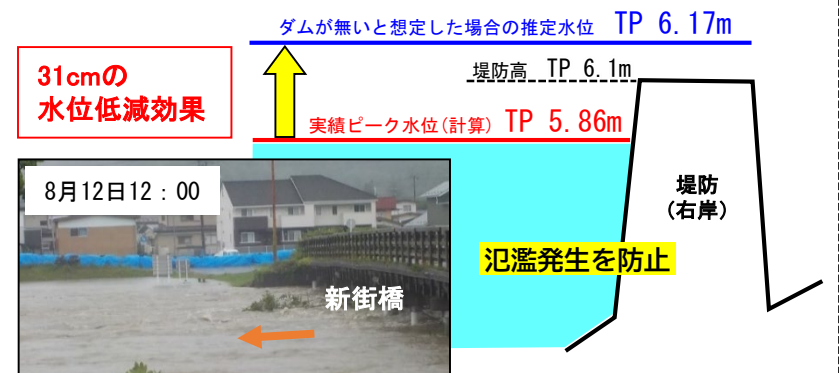 ダムが無いと想定した場合の推定水位 TP 6.17m
31cmの
水位低減効果
堤防高 TP 6.1m
実績ピーク水位(計算) TP 5.86m
8月12日12：00
堤防
（右岸）
氾濫発生を防止
新街橋